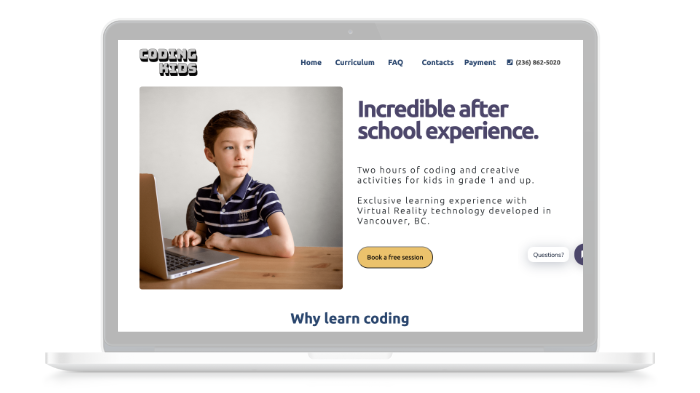 CODING
KIDS
Home Curriculum FAQ Contacts Payment (236) 862-5020
Incredible after
school experience.
Two hours of coding and creative
activities for kids in grade 1 and up.
Exclusive learning experience with
Virtual Reality technology developed in
Vancouver, BC.
Book a free session
Questions?
Why learn coding